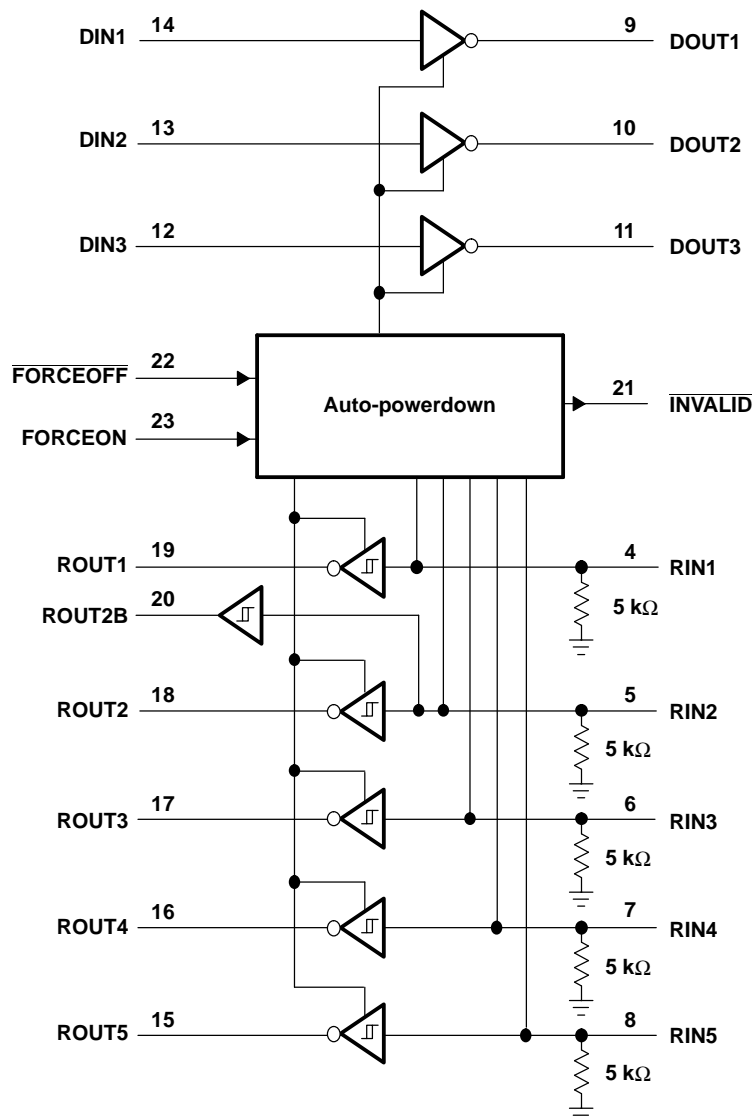 DIN1 14 9 DOUT1
DIN2 13 10 DOUT2
DIN3 12 11 DOUT3
FORCEOFF 22
Auto-powerdown
21 INVALID
FORCEON 23
ROUT1 19 4 RIN1
ROUT2B 20
5 kΩ
ROUT2 18 5 RIN2
5 kΩ
ROUT3 17 6 RIN3
5 kΩ
ROUT4 16 7 RIN4
5 kΩ
ROUT5 15 8 RIN5
5 kΩ